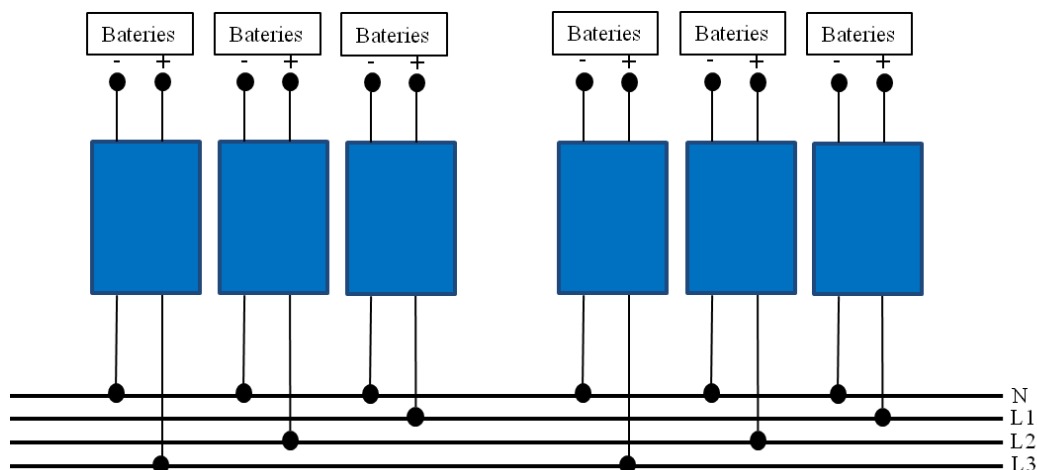 Bateries Bateries Bateries Bateries Bateries Bateries
- + - + - + - + - + - +
N
L1
L2
L3